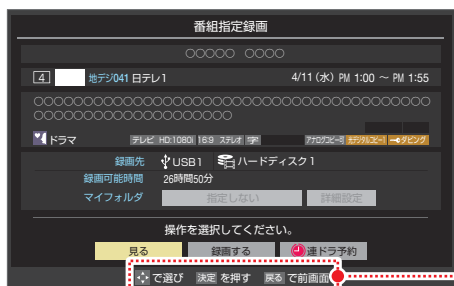 番組指定録画
○○○○○ ○○○○
4 地デジ041 日テレ1 4/11 (水) PM 1:00 ～ PM 1:55
○○○○○○○○○○○○○○○○○○○○○○○○○○○○○○○○○○○○
○○○○○○○○○○○○○○○○○○
ドラマ テレビ HD:1080i 16:9 ステレオ 字 アナログコピー可 デジタルコピー1 ダビング
録画先 USB1 ハードディスク1
録画可能時間 26時間50分
マイフォルダ 指定しない 詳細設定
操作を選択してください。
見る 録画する 連ドラ予約
で選び 決定 を押す 戻る で前画面